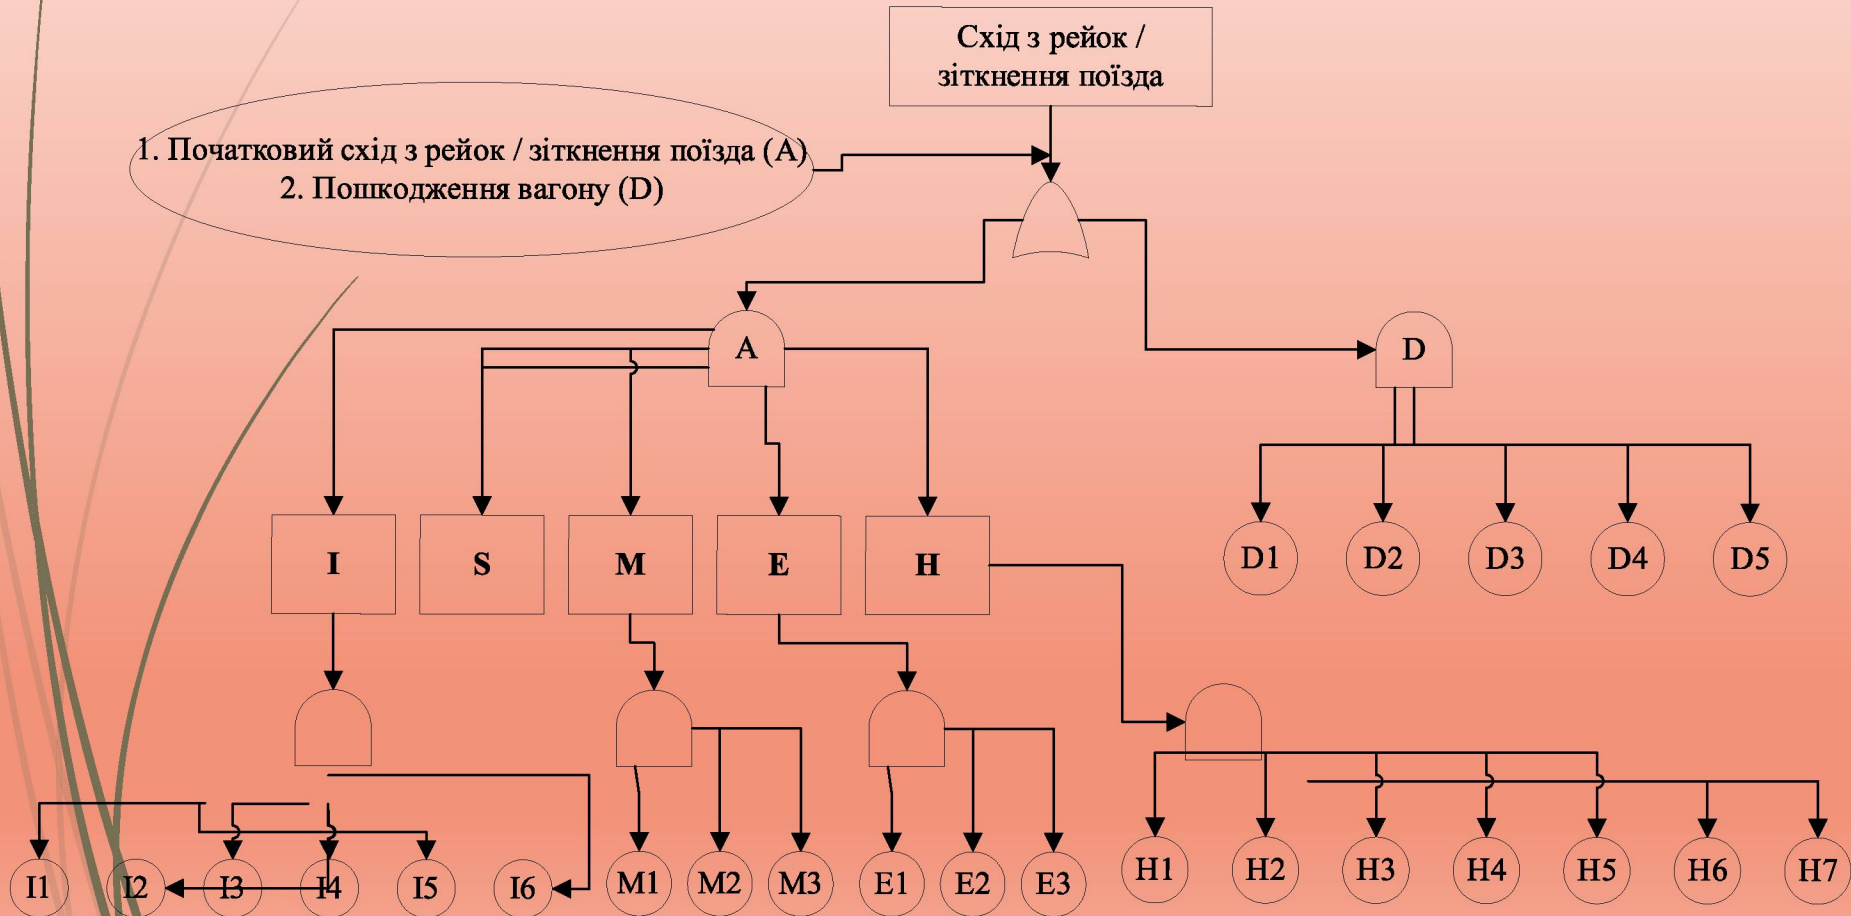 Схід з рейок /
зіткнення поїзда
1. Початковий схід з рейок / зіткнення поїзда (A)
2. Пошкодження вагону (D)
A
D
I
S
M
E
H
D1
D2
D3
D4
D5
I1
I2
I3
I4
I5
I6
M1
M2
M3
E1
E2
E3
H1
H2
H3
H4
H5
H6
H7